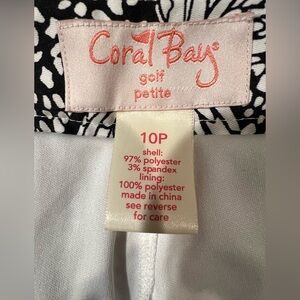 Coral Bay®
golf
petite
10P
shell:
97% polyester
3% spandex
lining:
100% polyester
made in china
see reverse
for care